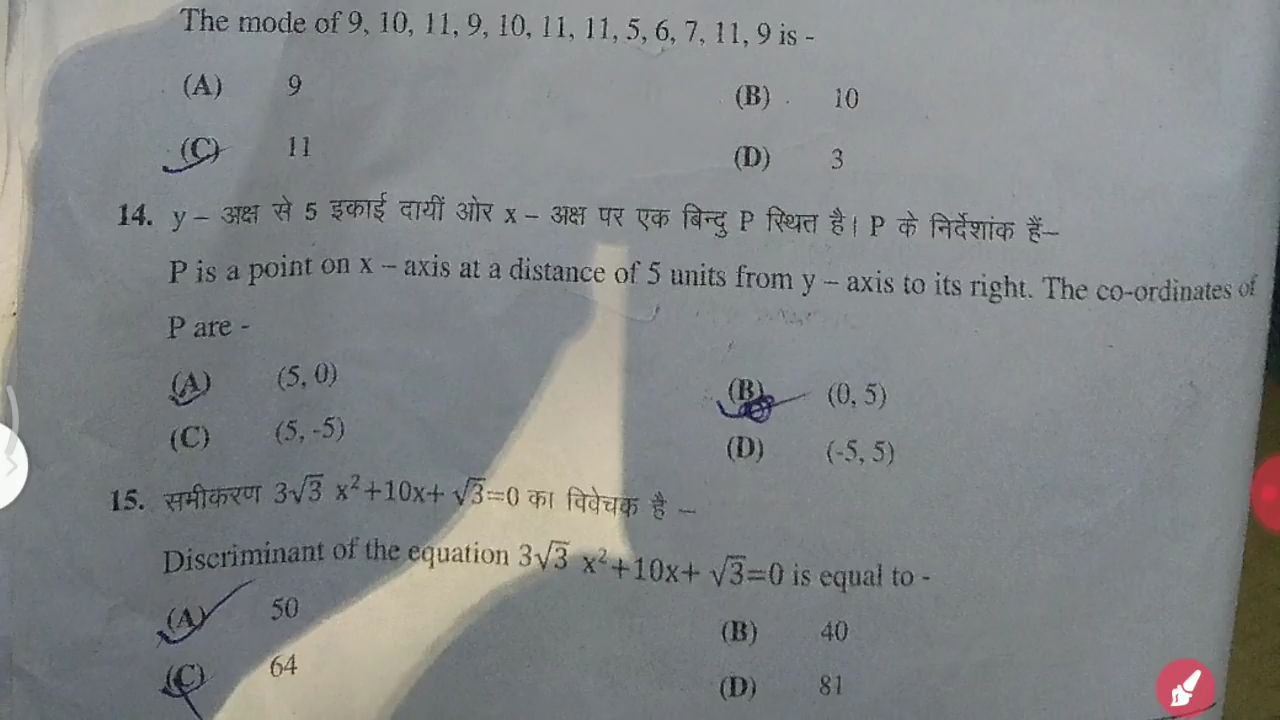 The mode of 9, 10, 11, 9, 10, 11, 11, 5, 6, 7, 11, 9 is -
(A) 9 (B) 10
(C) 11 (D) 3
14. y – अक्ष से 5 इकाई दायीं ओर x – अक्ष पर एक बिन्दु P स्थित है। P के निर्देशांक हैं–
P is a point on x – axis at a distance of 5 units from y – axis to its right. The co-ordinates of
P are -
(A) (5, 0) (B) (0, 5)
(C) (5, -5) (D) (-5, 5)
15. समीकरण 3√3 x²+10x+ √3=0 का विवेचक है –
Discriminant of the equation 3√3 x²+10x+ √3=0 is equal to -
(A) 50 (B) 40
(C) 64 (D) 81